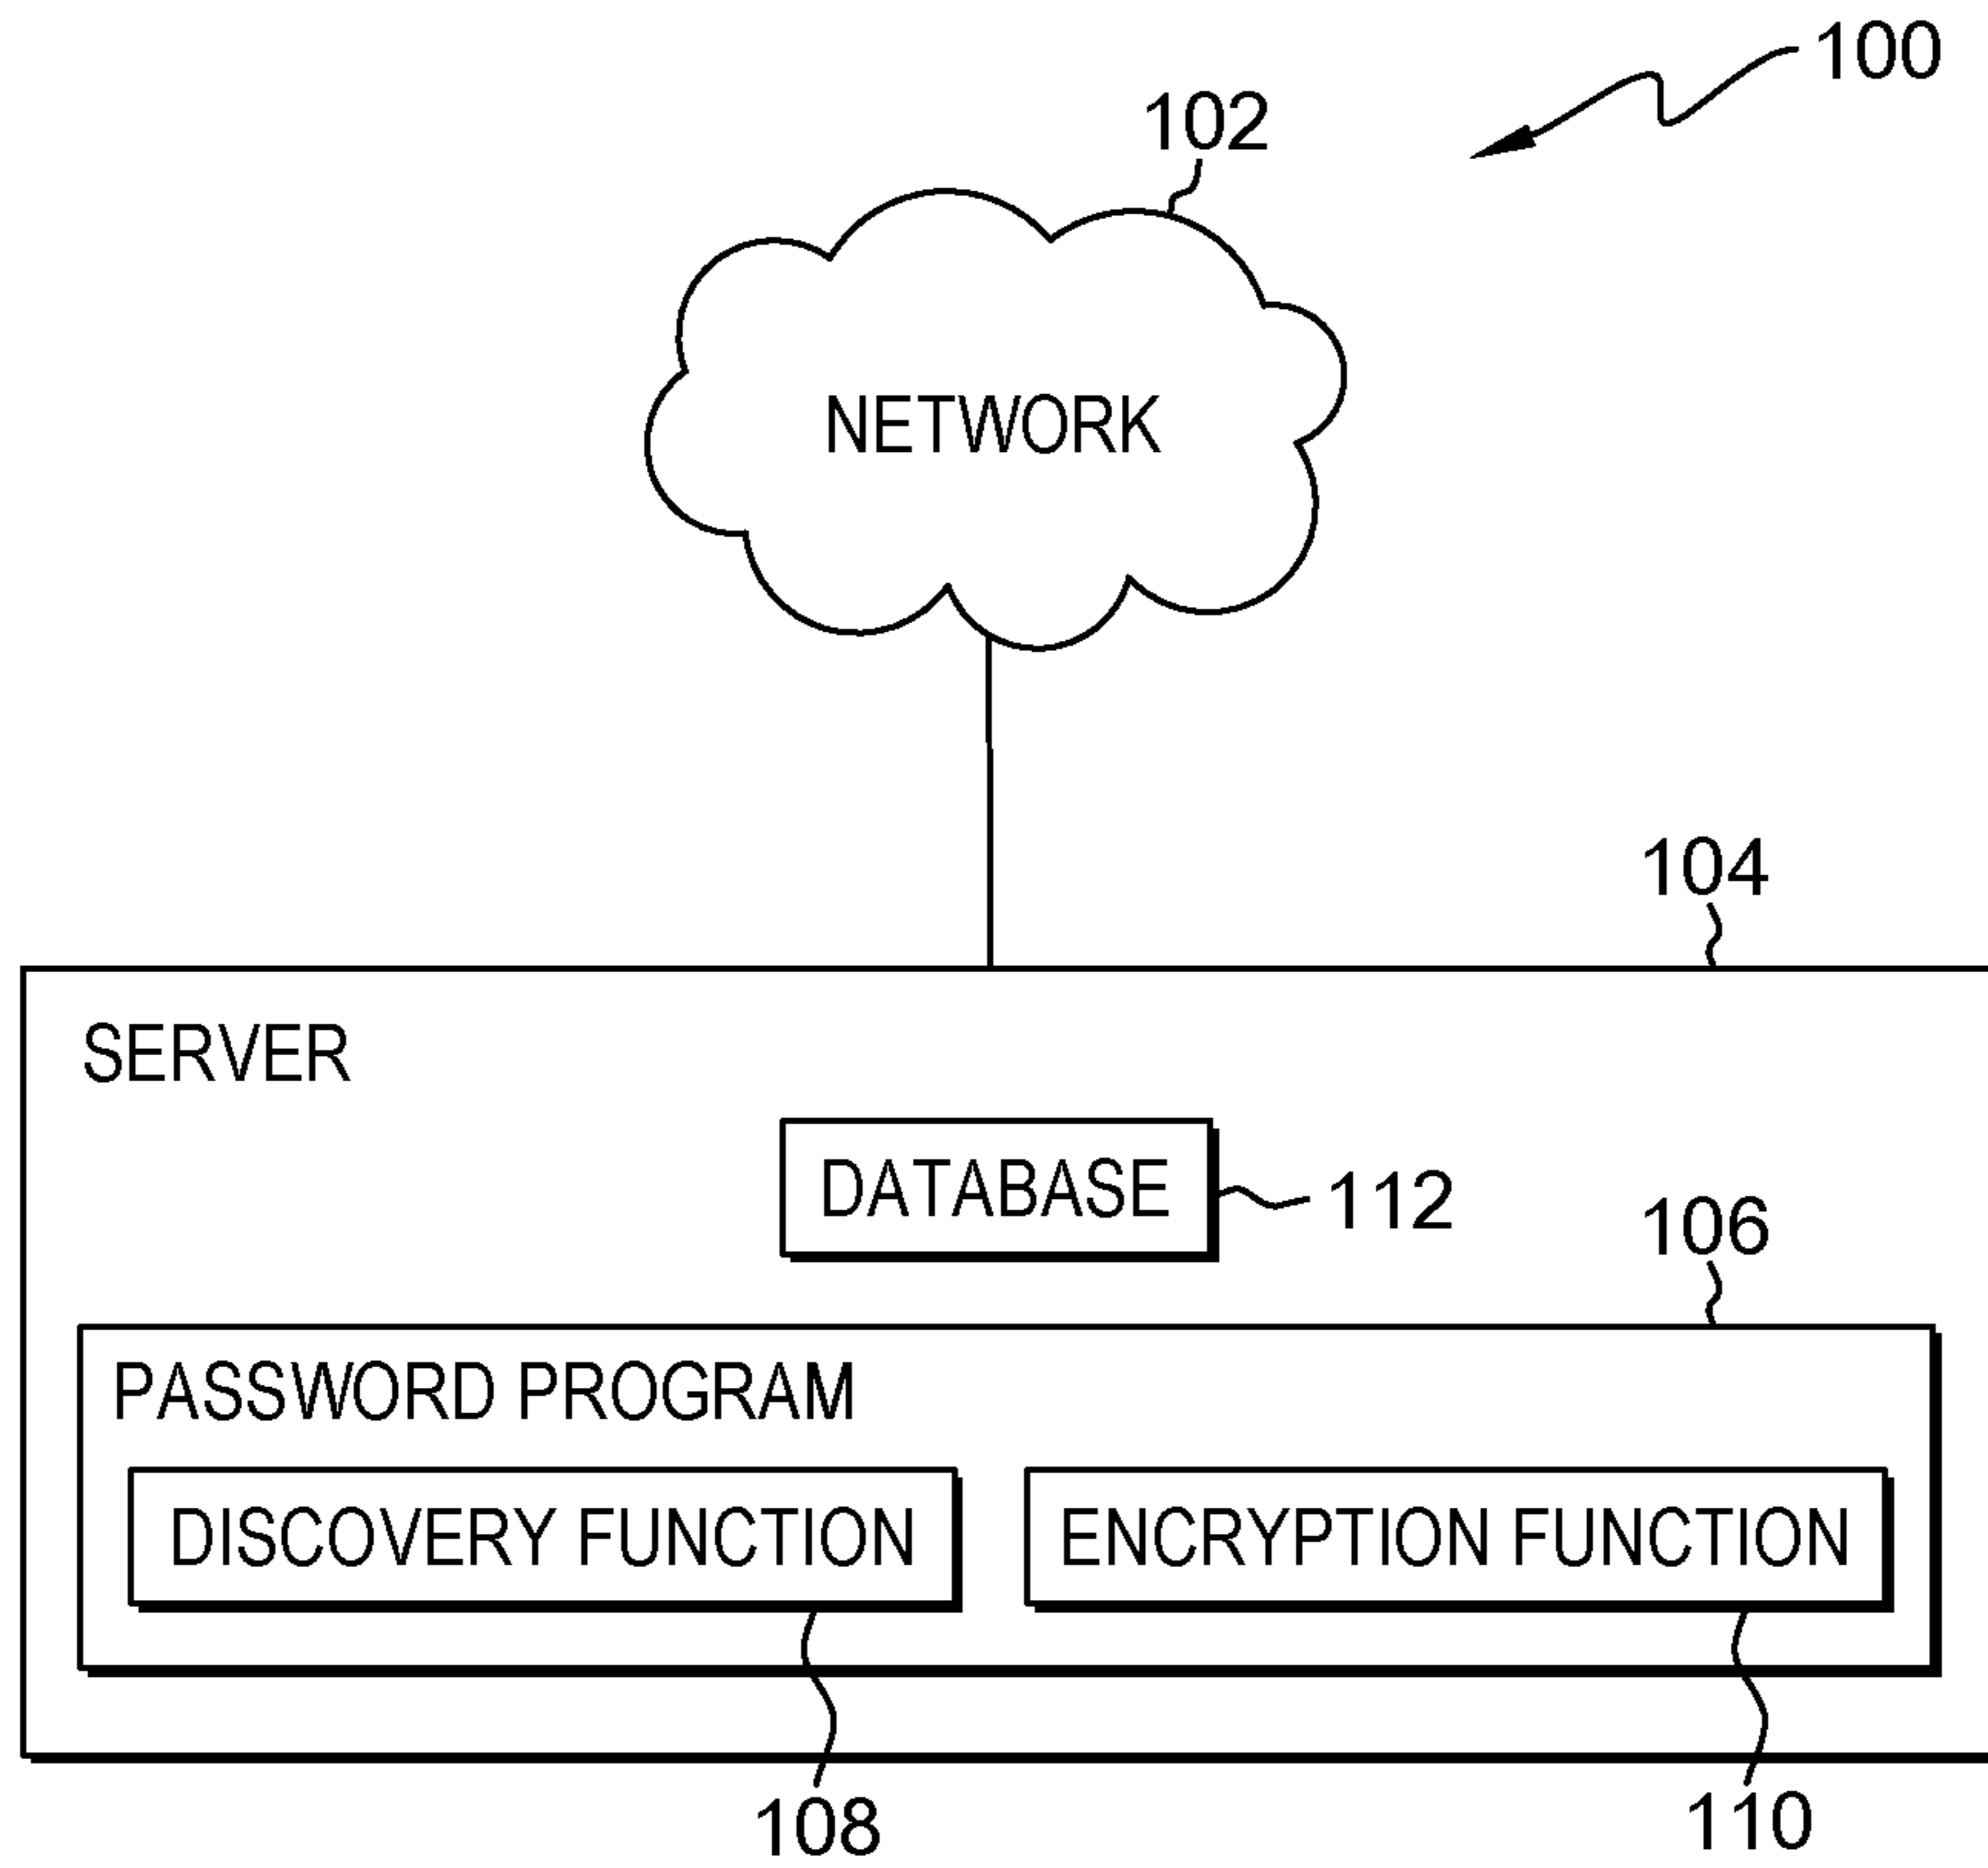 100
102
NETWORK
104
SERVER
DATABASE
112
106
PASSWORD PROGRAM
DISCOVERY FUNCTION
ENCRYPTION FUNCTION
108
110